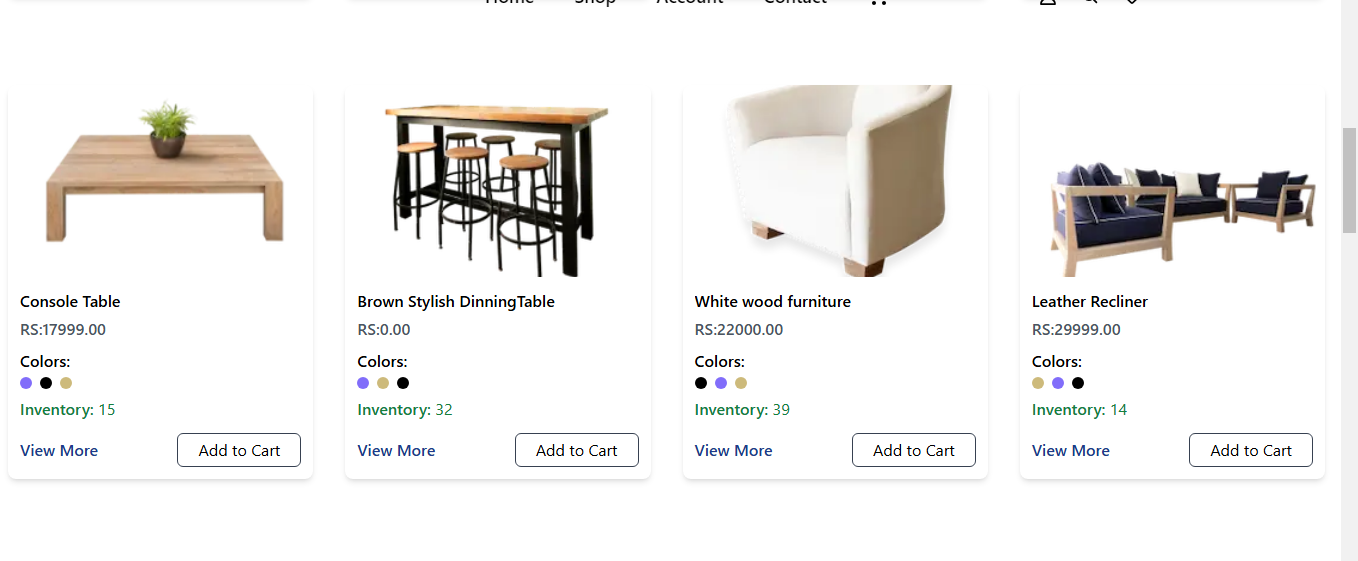 Home Shop Account Contact
Console Table
RS:17999.00
Colors:
Inventory: 15
View More
Add to Cart
Brown Stylish DinningTable
RS:0.00
Colors:
Inventory: 32
View More
Add to Cart
White wood furniture
RS:22000.00
Colors:
Inventory: 39
View More
Add to Cart
Leather Recliner
RS:29999.00
Colors:
Inventory: 14
View More
Add to Cart